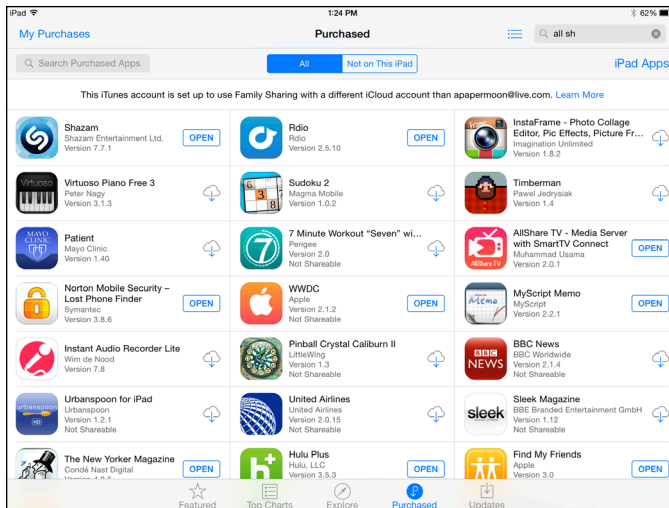 iPad
1:24 PM
62%
My Purchases
Purchased
all sh
Search Purchased Apps
All
Not on This iPad
iPad Apps
This iTunes account is set up to use Family Sharing with a different iCloud account than apapermoon@live.com. Learn More
Shazam
Shazam Entertainment Ltd.
Version 7.7.1
OPEN
Rdio
Rdio
Version 2.5.10
OPEN
InstaFrame - Photo Collage
Editor, Pic Effects, Picture Fr...
Imagination Unlimited
Version 1.8.2
Virtuoso
Virtuoso Piano Free 3
Peter Nagy
Version 3.1.3
Sudoku 2
Magma Mobile
Version 1.0.2
Timberman
Pawel Jedrysiak
Version 1.4
MAYO
CLINIC
Patient
Mayo Clinic
Version 1.40
7
7 Minute Workout “Seven” wi...
Perigee
Version 2.0
Not Shareable
AllShare TV
AllShare TV - Media Server
with SmartTV Connect
Muhammad Usama
Version 2.0.1
OPEN
Norton Mobile Security –
Lost Phone Finder
Symantec
Version 3.8.6
OPEN
WWDC
Apple
Version 2.1.2
Not Shareable
OPEN
Memo
MyScript Memo
MyScript
Version 2.2.1
OPEN
Instant Audio Recorder Lite
Wim de Nood
Version 7.8
Pinball Crystal Caliburn II
LittleWing
Version 1.3
Not Shareable
BBC
NEWS
BBC News
BBC Worldwide
Version 2.1.4
Not Shareable
urbanspoon
HD
Urbanspoon for iPad
Urbanspoon
Version 1.2.1
Not Shareable
United Airlines
United Airlines
Version 2.0.15
Not Shareable
sleek
Sleek Magazine
BBE Branded Entertainment GmbH
Version 1.12
Not Shareable
The New Yorker Magazine
Condé Nast Digital
OPEN
h+
Hulu Plus
Hulu, LLC
Version 3.5.3
OPEN
Find My Friends
Apple
Version 3.0
OPEN
Featured
Top Charts
Explore
Purchased
Updates